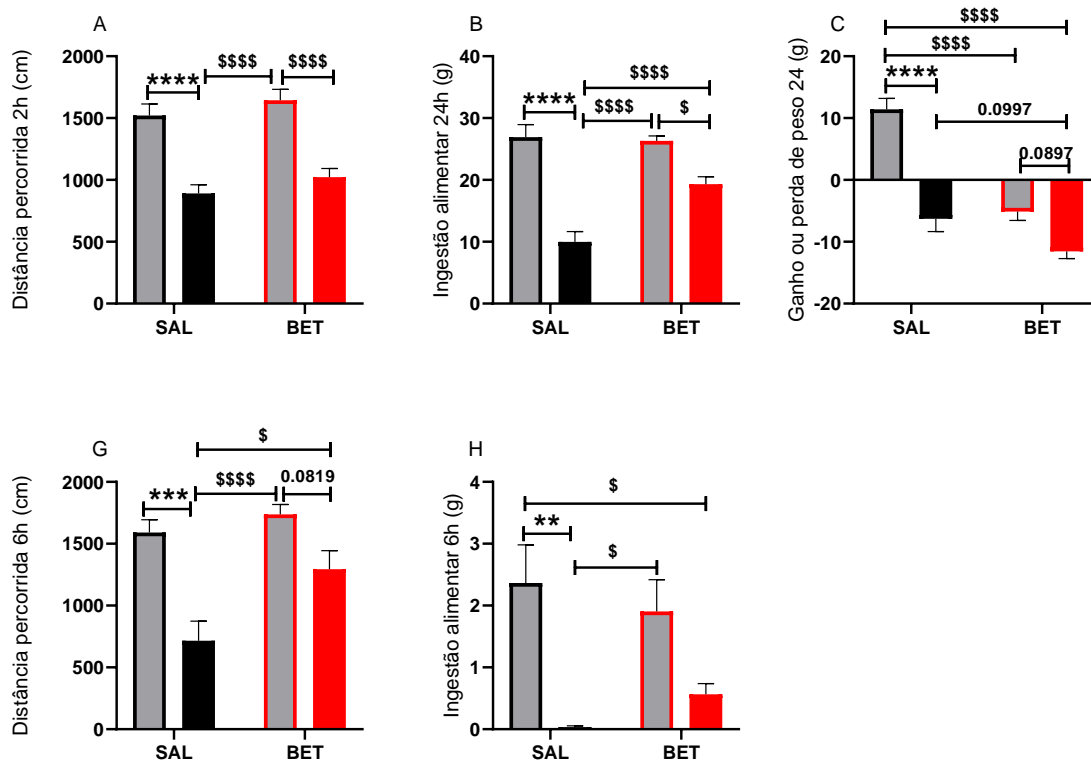 A
Distância percorrida 2h (cm)
2000
1500
1000
500
0
****
$$$$
$$$$
SAL
BET
B
Ingestão alimentar 24h (g)
40
30
20
10
0
****
$$$$
$$$$
$
SAL
BET
C
Ganho ou perda de peso 24 (g)
20
10
0
-10
-20
$$$$
$$$$
****
0.0997
0.0897
SAL
BET
G
Distância percorrida 6h (cm)
2000
1500
1000
500
0
$
***
$$$$
0.0819
SAL
BET
H
Ingestão alimentar 6h (g)
4
3
2
1
0
$
**
$
SAL
BET